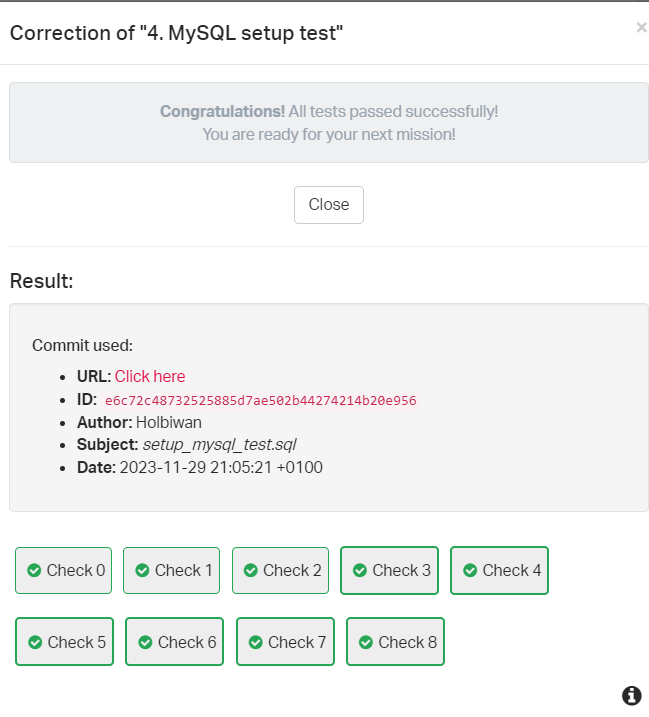 Correction of "4. MySQL setup test"
×
Congratulations! All tests passed successfully!
You are ready for your next mission!
Close
Result:
Commit used:
• URL: Click here
• ID: e6c72c48732525885d7ae502b44274214b20e956
• Author: Holbiwan
• Subject: setup_mysql_test.sql
• Date: 2023-11-29 21:05:21 +0100
Check 0 Check 1 Check 2 Check 3 Check 4
Check 5 Check 6 Check 7 Check 8